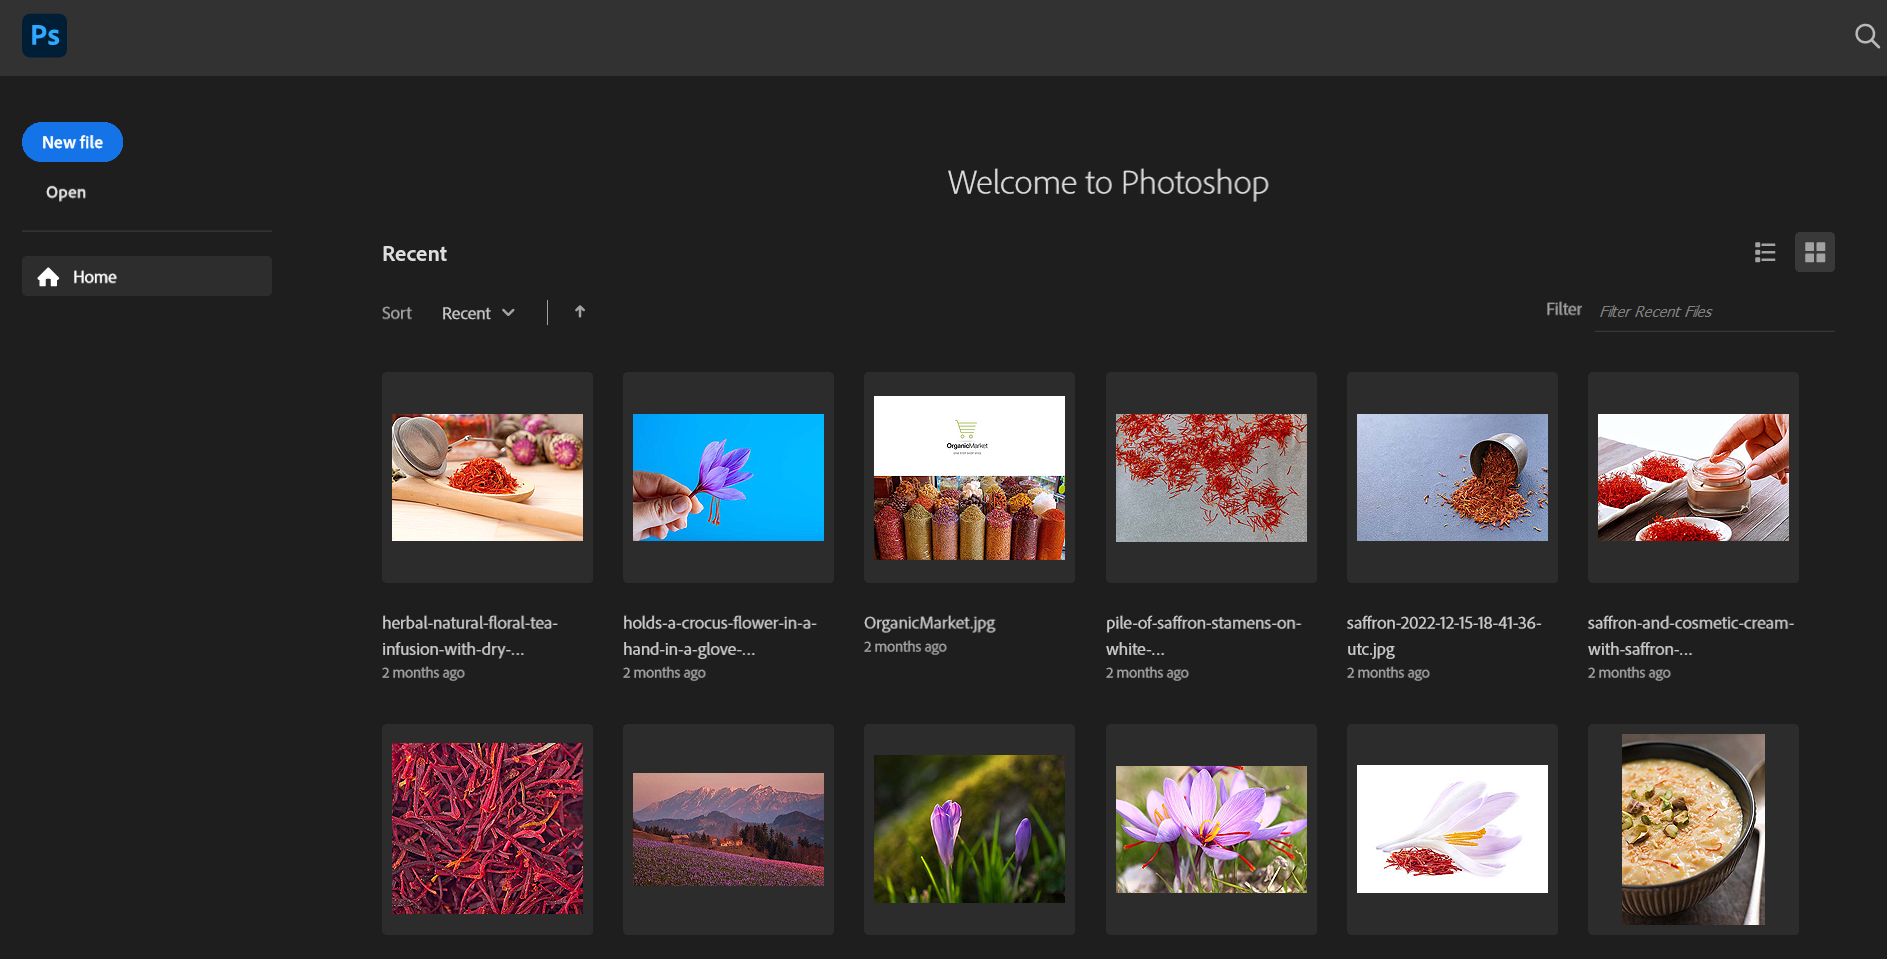 Ps
New file
Open
Home
Welcome to Photoshop
Recent
Sort Recent
Filter Filter Recent Files
OrganicMarket
herbal-natural-floral-tea-
infusion-with-dry-...
2 months ago
holds-a-crocus-flower-in-a-
hand-in-a-glove-...
2 months ago
OrganicMarket.jpg
2 months ago
pile-of-saffron-stamens-on-
white-...
2 months ago
saffron-2022-12-15-18-41-36-
utc.jpg
2 months ago
saffron-and-cosmetic-cream-
with-saffron-...
2 months ago